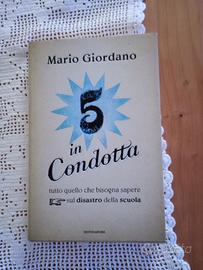 Mario Giordano
5
in
Condotta
tutto quello che bisogna sapere
sul disastro della scuola
MONDADORI